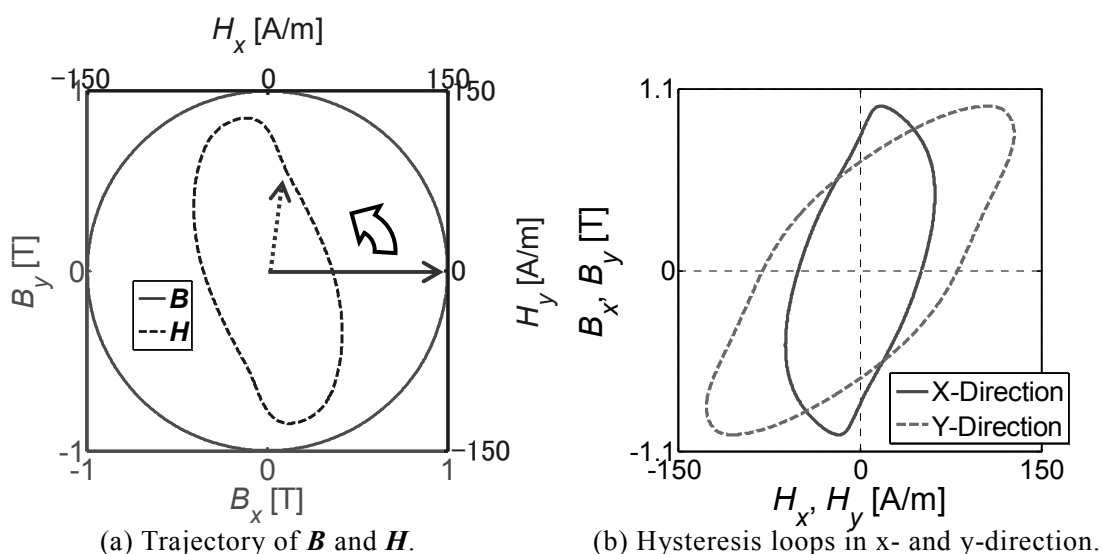 H_x [A/m]
−150 0 150
1 150
B_y [T]
0 0
H_y [A/m]
B
H
-1 −150
-1 0 1
B_x [T]
(a) Trajectory of B and H.
1.1
B_x, B_y [T]
0
X-Direction
Y-Direction
-1.1
-150 0 150
H_x, H_y [A/m]
(b) Hysteresis loops in x- and y-direction.